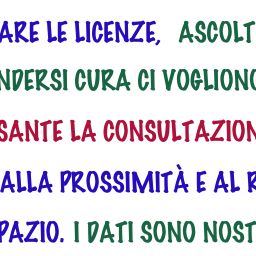 ARE LE LICENZE, ASCOLT
NDERSI CURA CI VOGLIONO
SANTE LA CONSULTAZION
ALLA PROSSIMITÀ E AL R
PAZIO. I DATI SONO NOST